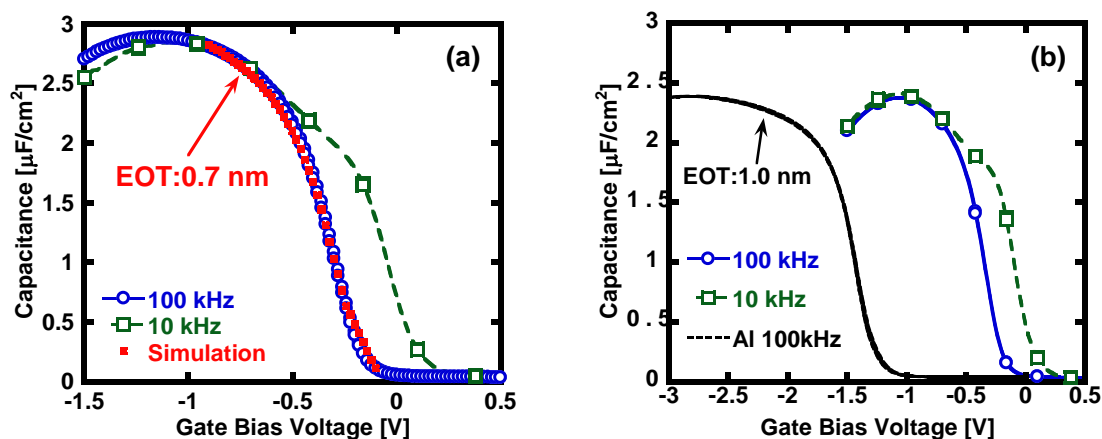 (a)
Capacitance [µF/cm2]
3
2.5
2
1.5
1
0.5
0
EOT:0.7 nm
100 kHz
10 kHz
Simulation
-1.5
-1
-0.5
0
0.5
Gate Bias Voltage [V]
(b)
Capacitance [µF/cm2]
3
2.5
2
1.5
1
0 5
0
EOT:1.0 nm
100 kHz
10 kHz
Al 100kHz
-3
-2.5
-2
-1.5
-1
-0.5
0
0.5
Gate Bias Voltage [V]